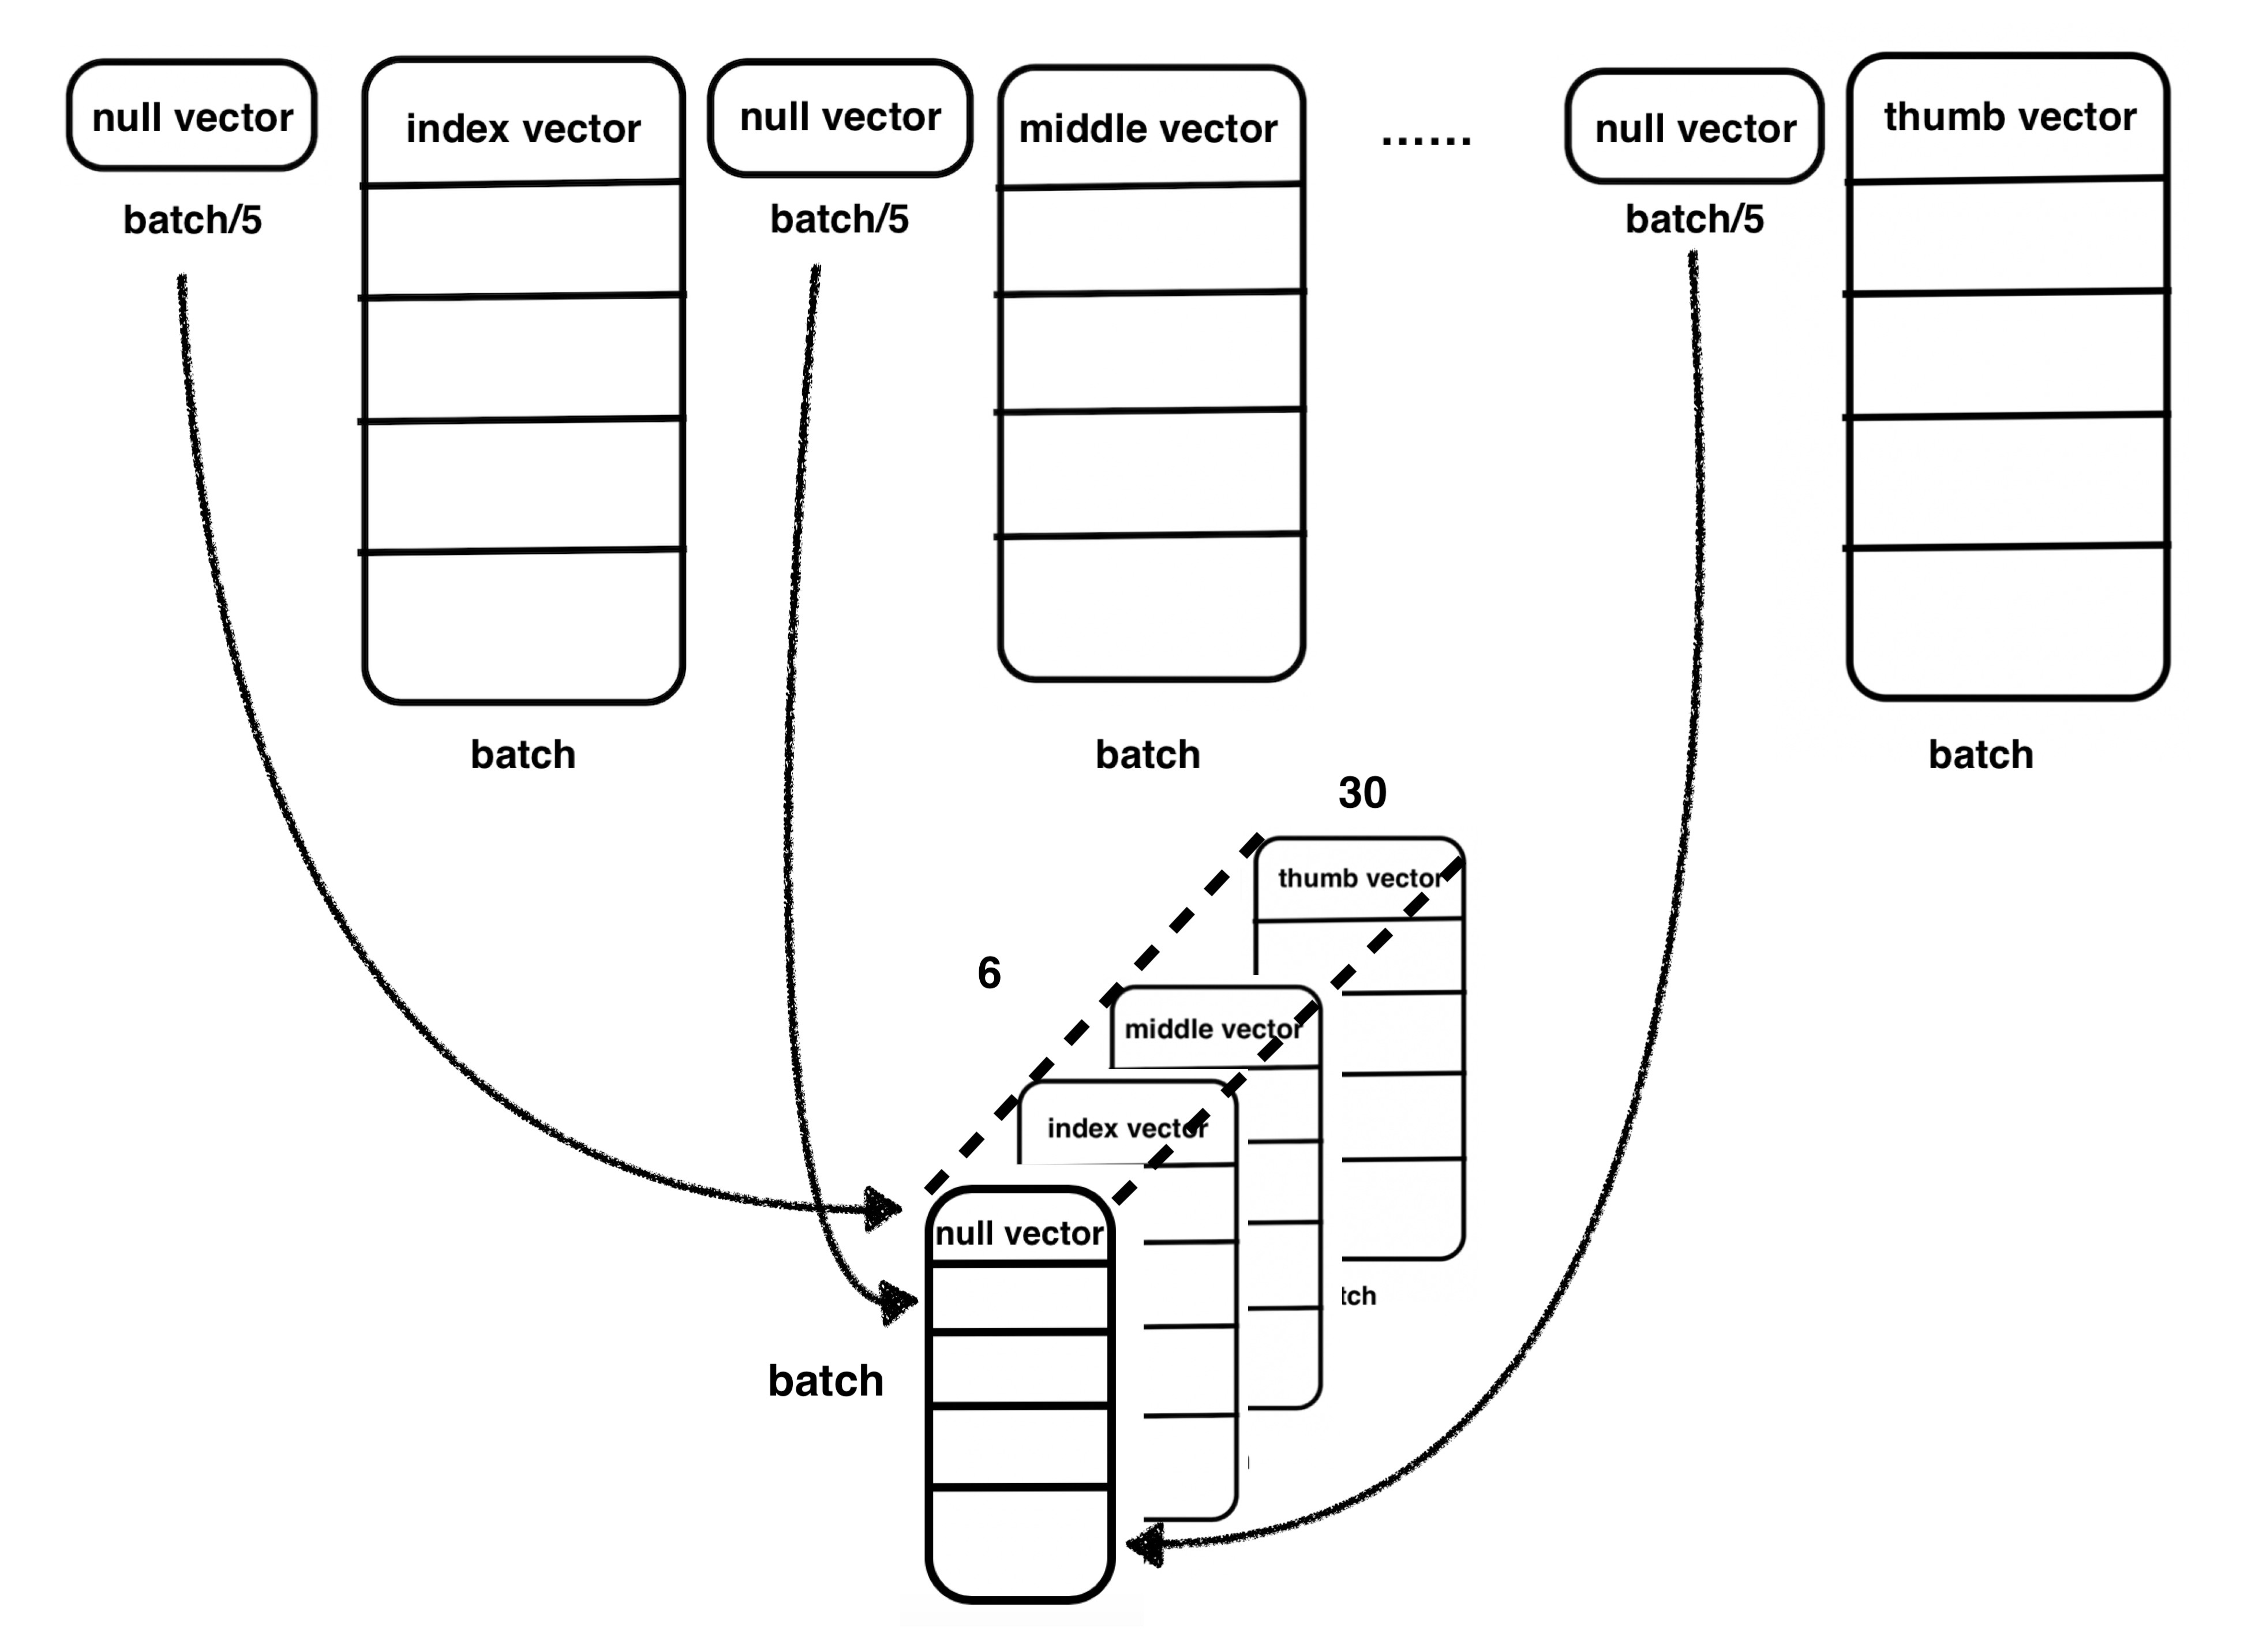 null vector
index vector
null vector
middle vector
......
null vector
thumb vector
batch/5
batch/5
batch/5
batch
batch
batch
30
thumb vector
6
middle vector
index vector
null vector
tch
batch